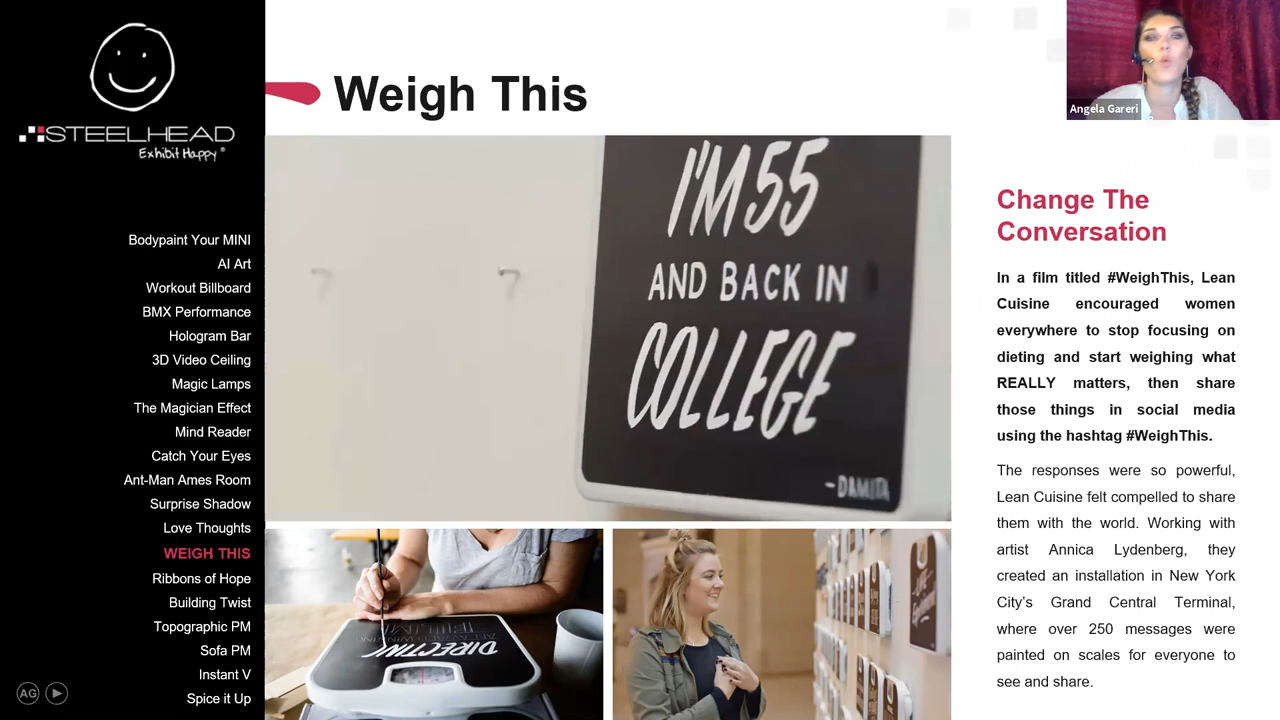 STEELHEAD
Exhibit Happy®
Bodypaint Your MINI
AI Art
Workout Billboard
BMX Performance
Hologram Bar
3D Video Ceiling
Magic Lamps
The Magician Effect
Mind Reader
Catch Your Eyes
Ant-Man Ames Room
Surprise Shadow
Love Thoughts
WEIGH THIS
Ribbons of Hope
Building Twist
Topographic PM
Sofa PM
Instant V
Spice it Up
AG
Weigh This
I'M 55
AND BACK IN
COLLEGE
-DAMITA
DIRECTING
Angela Gareri
Change The
Conversation
In a film titled #WeighThis, Lean
Cuisine encouraged women
everywhere to stop focusing on
dieting and start weighing what
REALLY matters, then share
those things in social media
using the hashtag #WeighThis.
The responses were so powerful,
Lean Cuisine felt compelled to share
them with the world. Working with
artist Annica Lydenberg, they
created an installation in New York
City's Grand Central Terminal,
where over 250 messages were
painted on scales for everyone to
see and share.